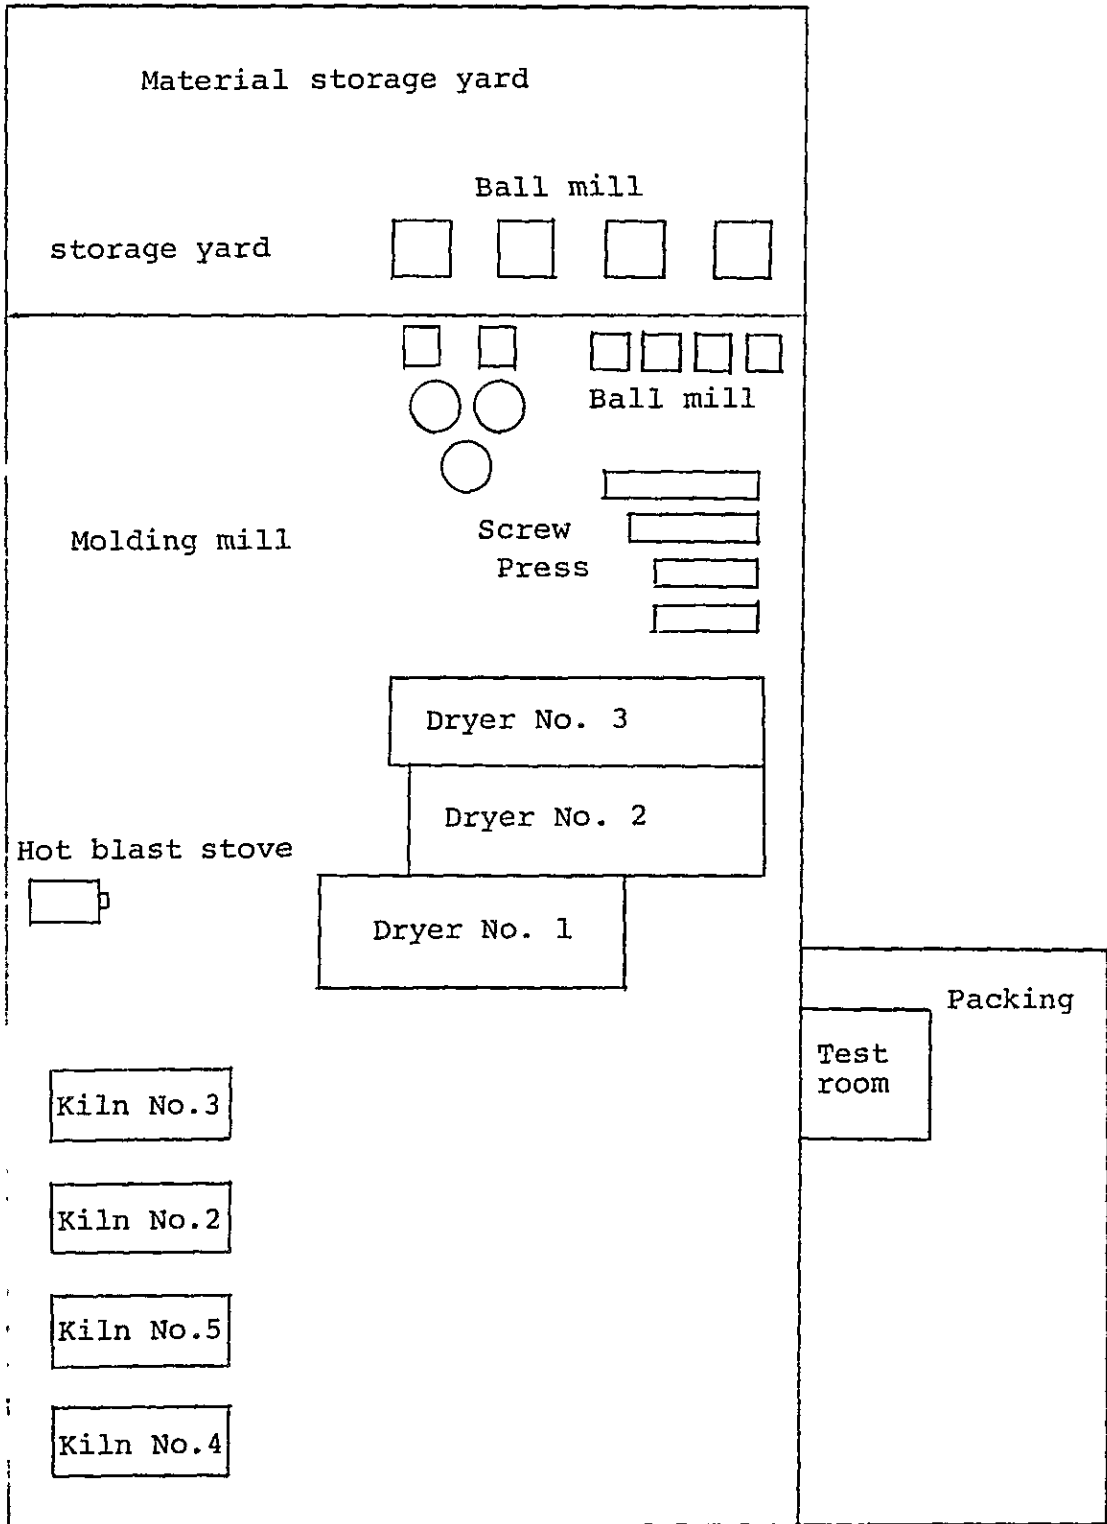 Material storage yard
Ball mill
storage yard
Ball mill
Molding mill
Screw
Press
Dryer No. 3
Dryer No. 2
Hot blast stove
Dryer No. 1
Packing
Test
room
Kiln No.3
Kiln No.2
Kiln No.5
Kiln No.4